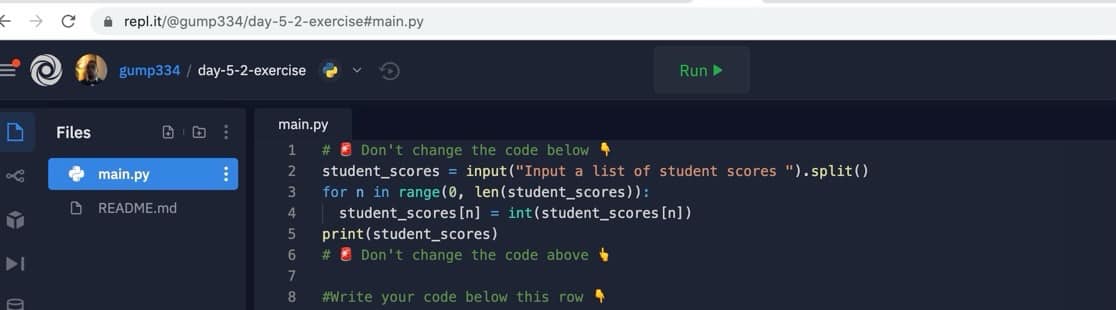 repl.it/@gump334/day-5-2-exercise#main.py
gump334 / day-5-2-exercise
Run
Files
main.py
README.md
main.py
1 # 🚨 Don't change the code below 👇
2 student_scores = input("Input a list of student scores ").split()
3 for n in range(0, len(student_scores)):
4   student_scores[n] = int(student_scores[n])
5 print(student_scores)
6 # 🚨 Don't change the code above 👆
7
8 #Write your code below this row 👇